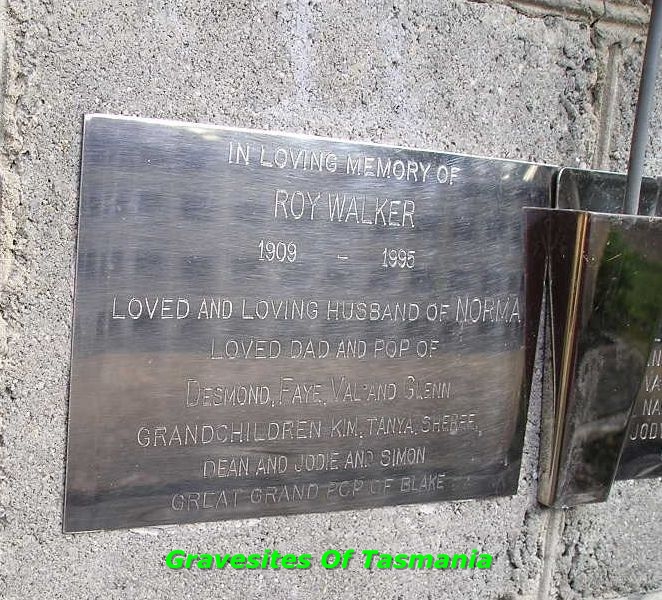 IN LOVING MEMORY OF
ROY WALKER
1909 – 1995
LOVED AND LOVING HUSBAND OF NORMA
LOVED DAD AND POP OF
DESMOND, FAYE, VAL AND GLENN
GRANDCHILDREN KIM, TANYA, SHEREE,
DEAN AND JODIE AND SIMON
GREAT GRAND POP OF BLAKE
JODY
Gravesites Of Tasmania